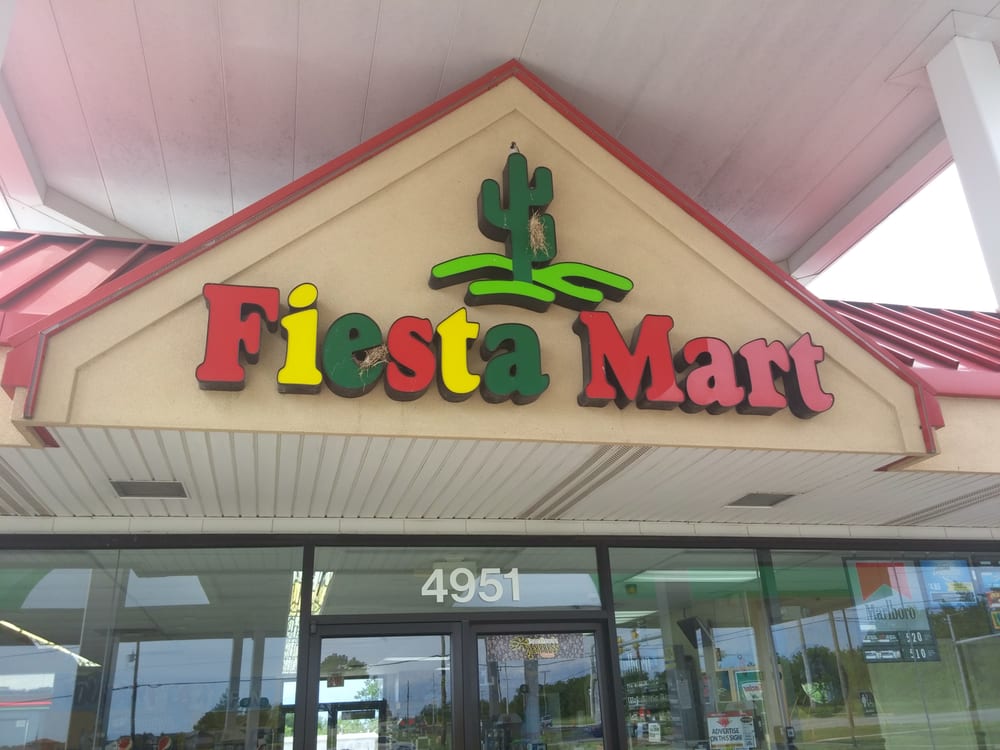 Fiesta Mart
4951
Marlboro
ADVERTISE
ON THIS SIGN!